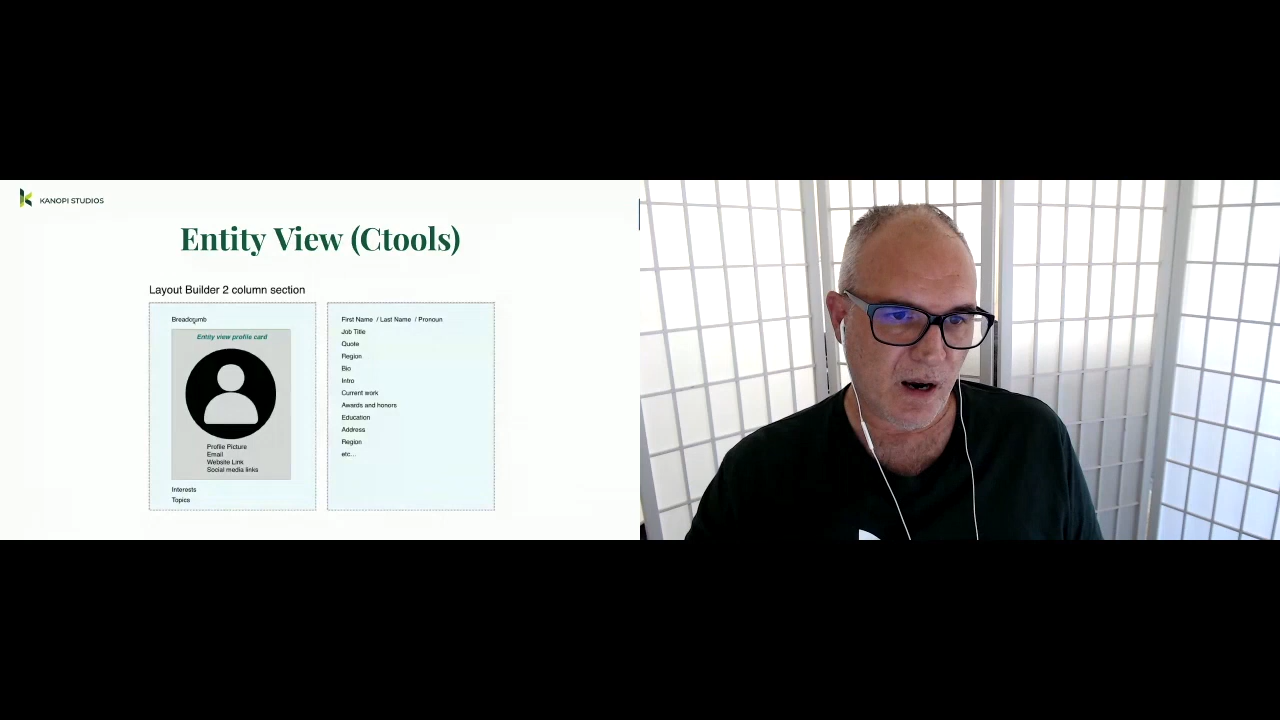 KANOPI STUDIOS
Entity View (Ctools)
Layout Builder 2 column section
Breadcrumb
Entity view profile card
Profile Picture
Email
Website Link
Social media links
Interests
Topics
First Name / Last Name / Pronoun
Job Title
Quote
Region
Bio
Intro
Current work
Awards and honors
Education
Address
Region
etc...